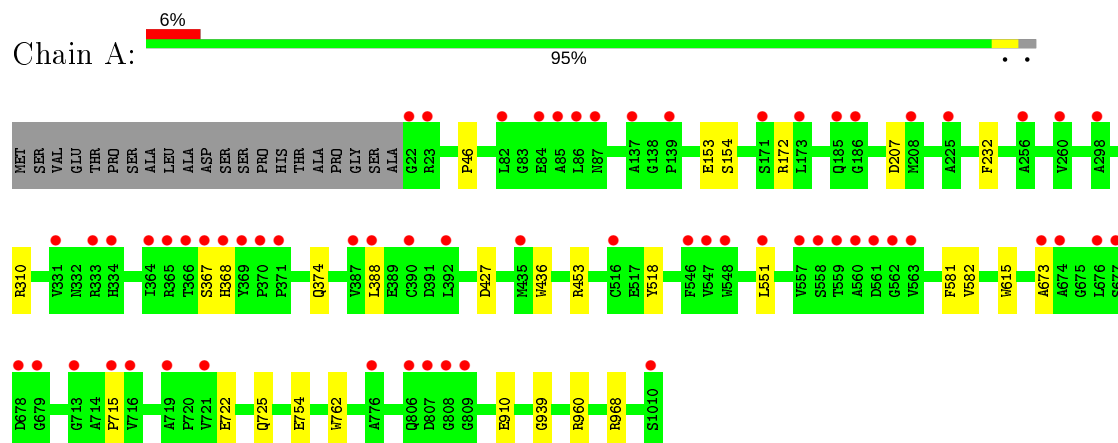 6%
Chain A:
95%
. .
MET SER VAL GLU THR PRO SER ALA LEU ALA ASP SER SER PRO HIS THR ALA PRO GLY SER ALA G22 R23 P46 L82 G83 E84 A85 L86 N87 A137 G138 P139 E153 S154 S171 R172 L173 Q185 G186 D207 M208 A225 F232 A256 V260 A298
R310 V331 N332 R333 H334 I364 R365 T366 S367 H368 Y369 P370 P371 Q374 V387 L388 E389 C390 D391 L392 D427 M435 W436 R453 C516 E517 Y518 F546 V547 W548 L551 V557 S558 T559 A560 D561 G562 V563 F581 V582 W615 A673 A674 G675 L676 S677
D678 G679 G713 A714 P715 V716 A719 P720 V721 E722 Q725 E754 W762 A776 Q806 D807 G808 G809 E910 G939 R960 R968 S1010